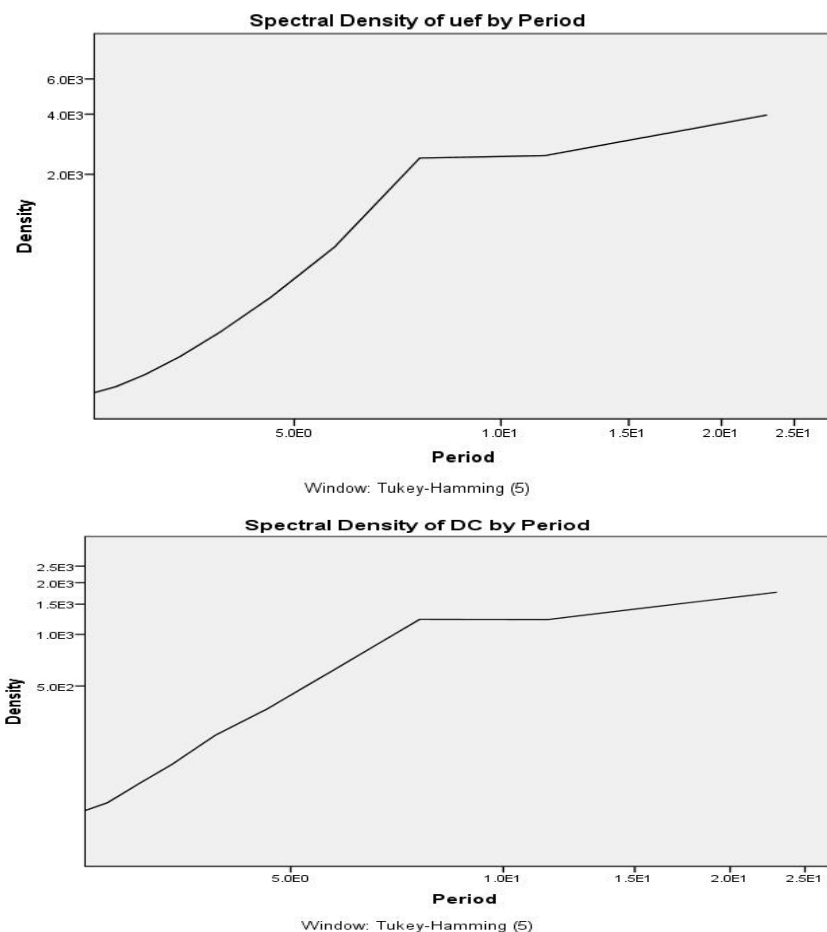 Spectral Density of uef by Period
6.0E3
4.0E3
2.0E3
Density
5.0E0 1.0E1 1.5E1 2.0E1 2.5E1
Period
Window: Tukey-Hamming (5)
Spectral Density of DC by Period
2.5E3
2.0E3
1.5E3
1.0E3
5.0E2
Density
5.0E0 1.0E1 1.5E1 2.0E1 2.5E1
Period
Window: Tukey-Hamming (5)